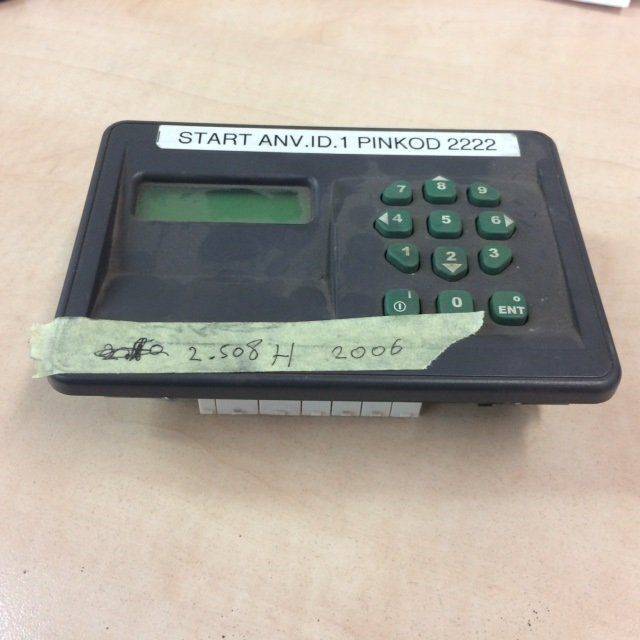 START ANV.ID.1 PINKOD 2222
7 8 9
4 5 6
1 2 3
0 ENT
2.508 H 2006